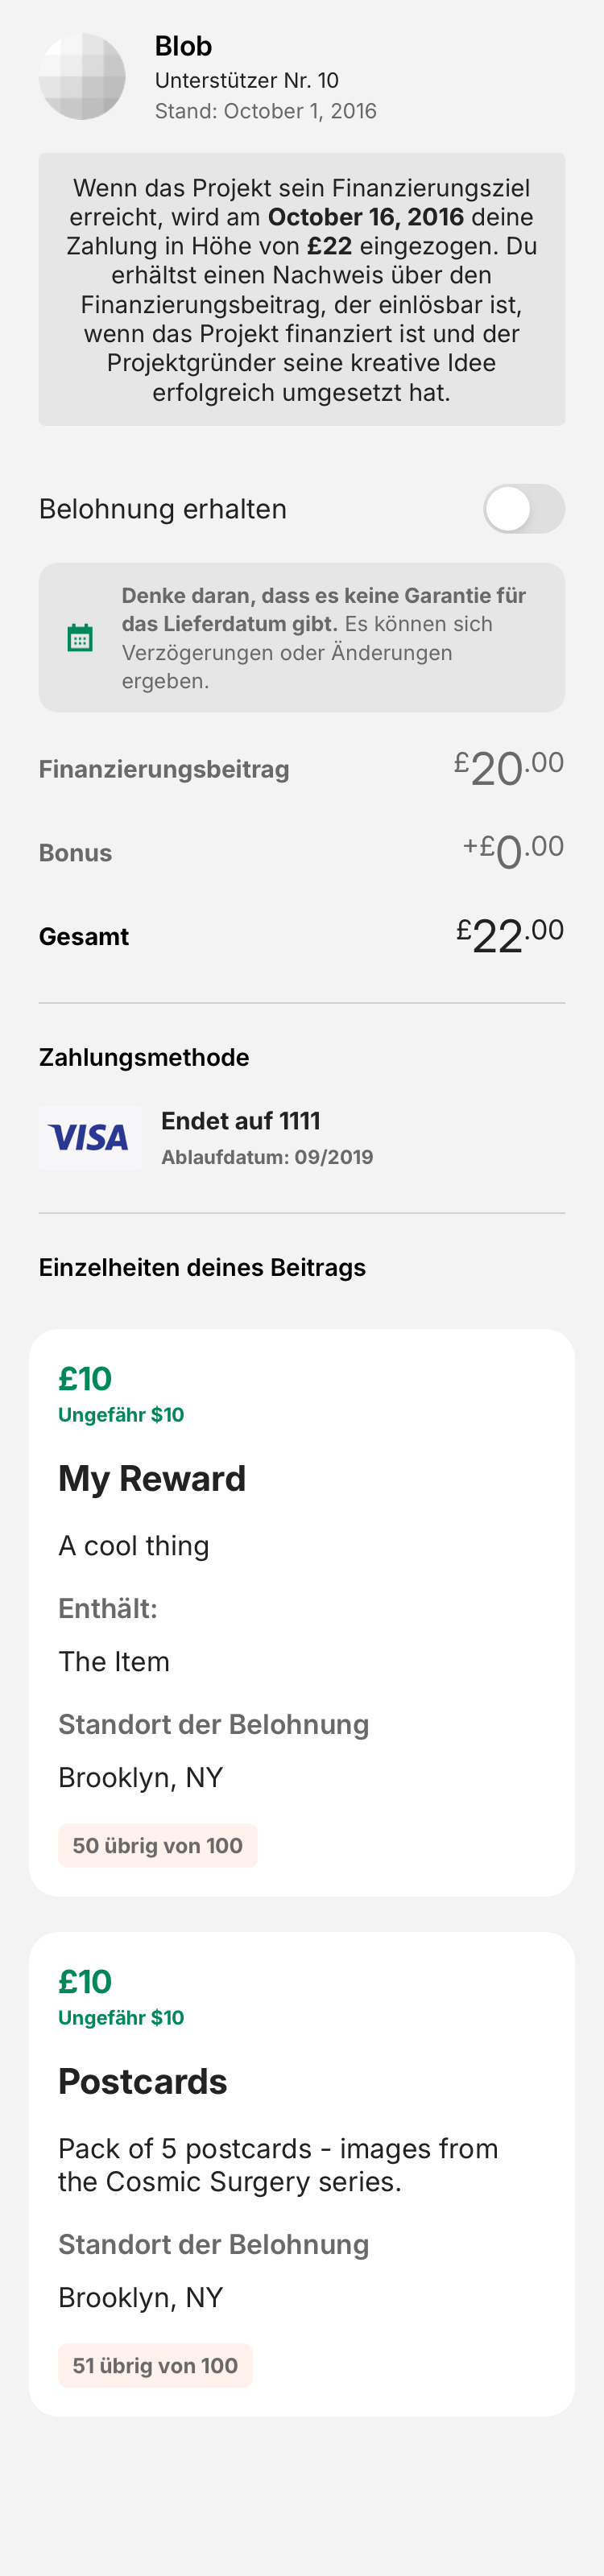 Blob
Unterstützer Nr. 10
Stand: October 1, 2016
Wenn das Projekt sein Finanzierungsziel
erreicht, wird am October 16, 2016 deine
Zahlung in Höhe von £22 eingezogen. Du
erhältst einen Nachweis über den
Finanzierungsbeitrag, der einlösbar ist,
wenn das Projekt finanziert ist und der
Projektgründer seine kreative Idee
erfolgreich umgesetzt hat.
Belohnung erhalten
Denke daran, dass es keine Garantie für
das Lieferdatum gibt. Es können sich
Verzögerungen oder Änderungen
ergeben.
Finanzierungsbeitrag £20.00
Bonus +£0.00
Gesamt £22.00
Zahlungsmethode
VISA
Endet auf 1111
Ablaufdatum: 09/2019
Einzelheiten deines Beitrags
£10
Ungefähr $10
My Reward
A cool thing
Enthält:
The Item
Standort der Belohnung
Brooklyn, NY
50 übrig von 100
£10
Ungefähr $10
Postcards
Pack of 5 postcards - images from
the Cosmic Surgery series.
Standort der Belohnung
Brooklyn, NY
51 übrig von 100